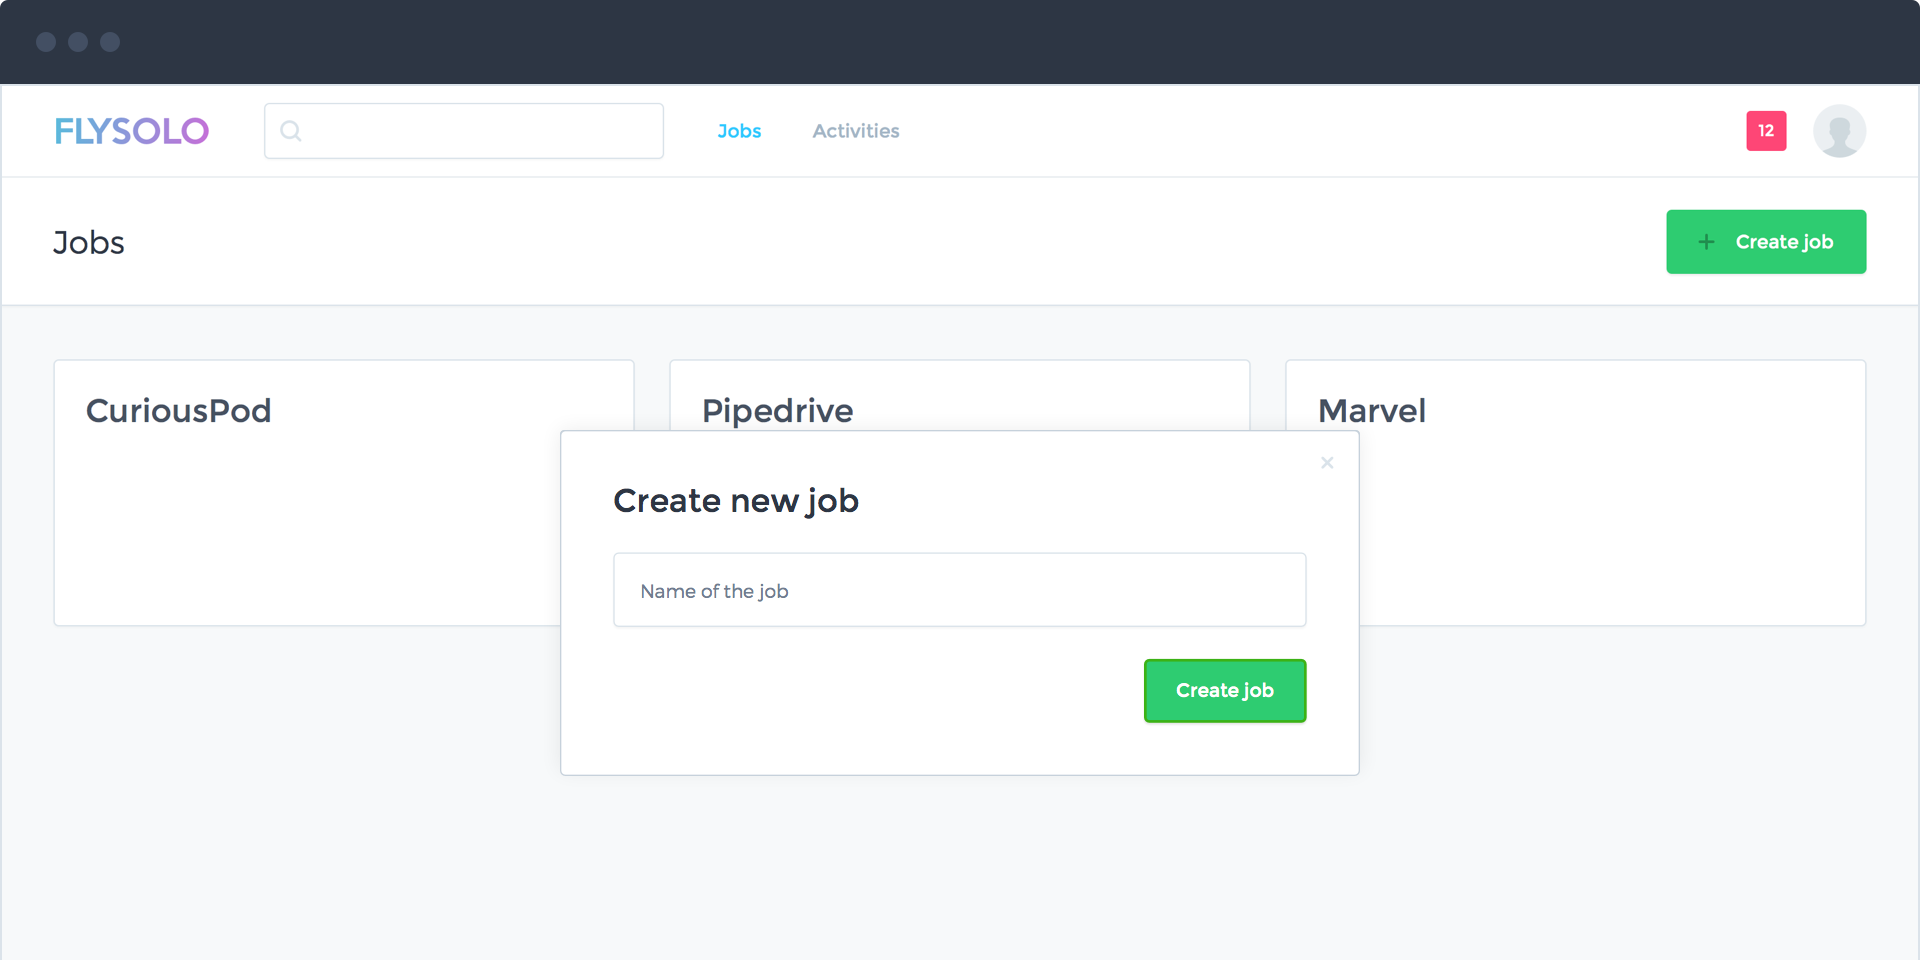 FLYSOLO
Jobs
Activities
12
Jobs
+ Create job
CuriousPod
Pipedrive
Marvel
Create new job
Name of the job
Create job